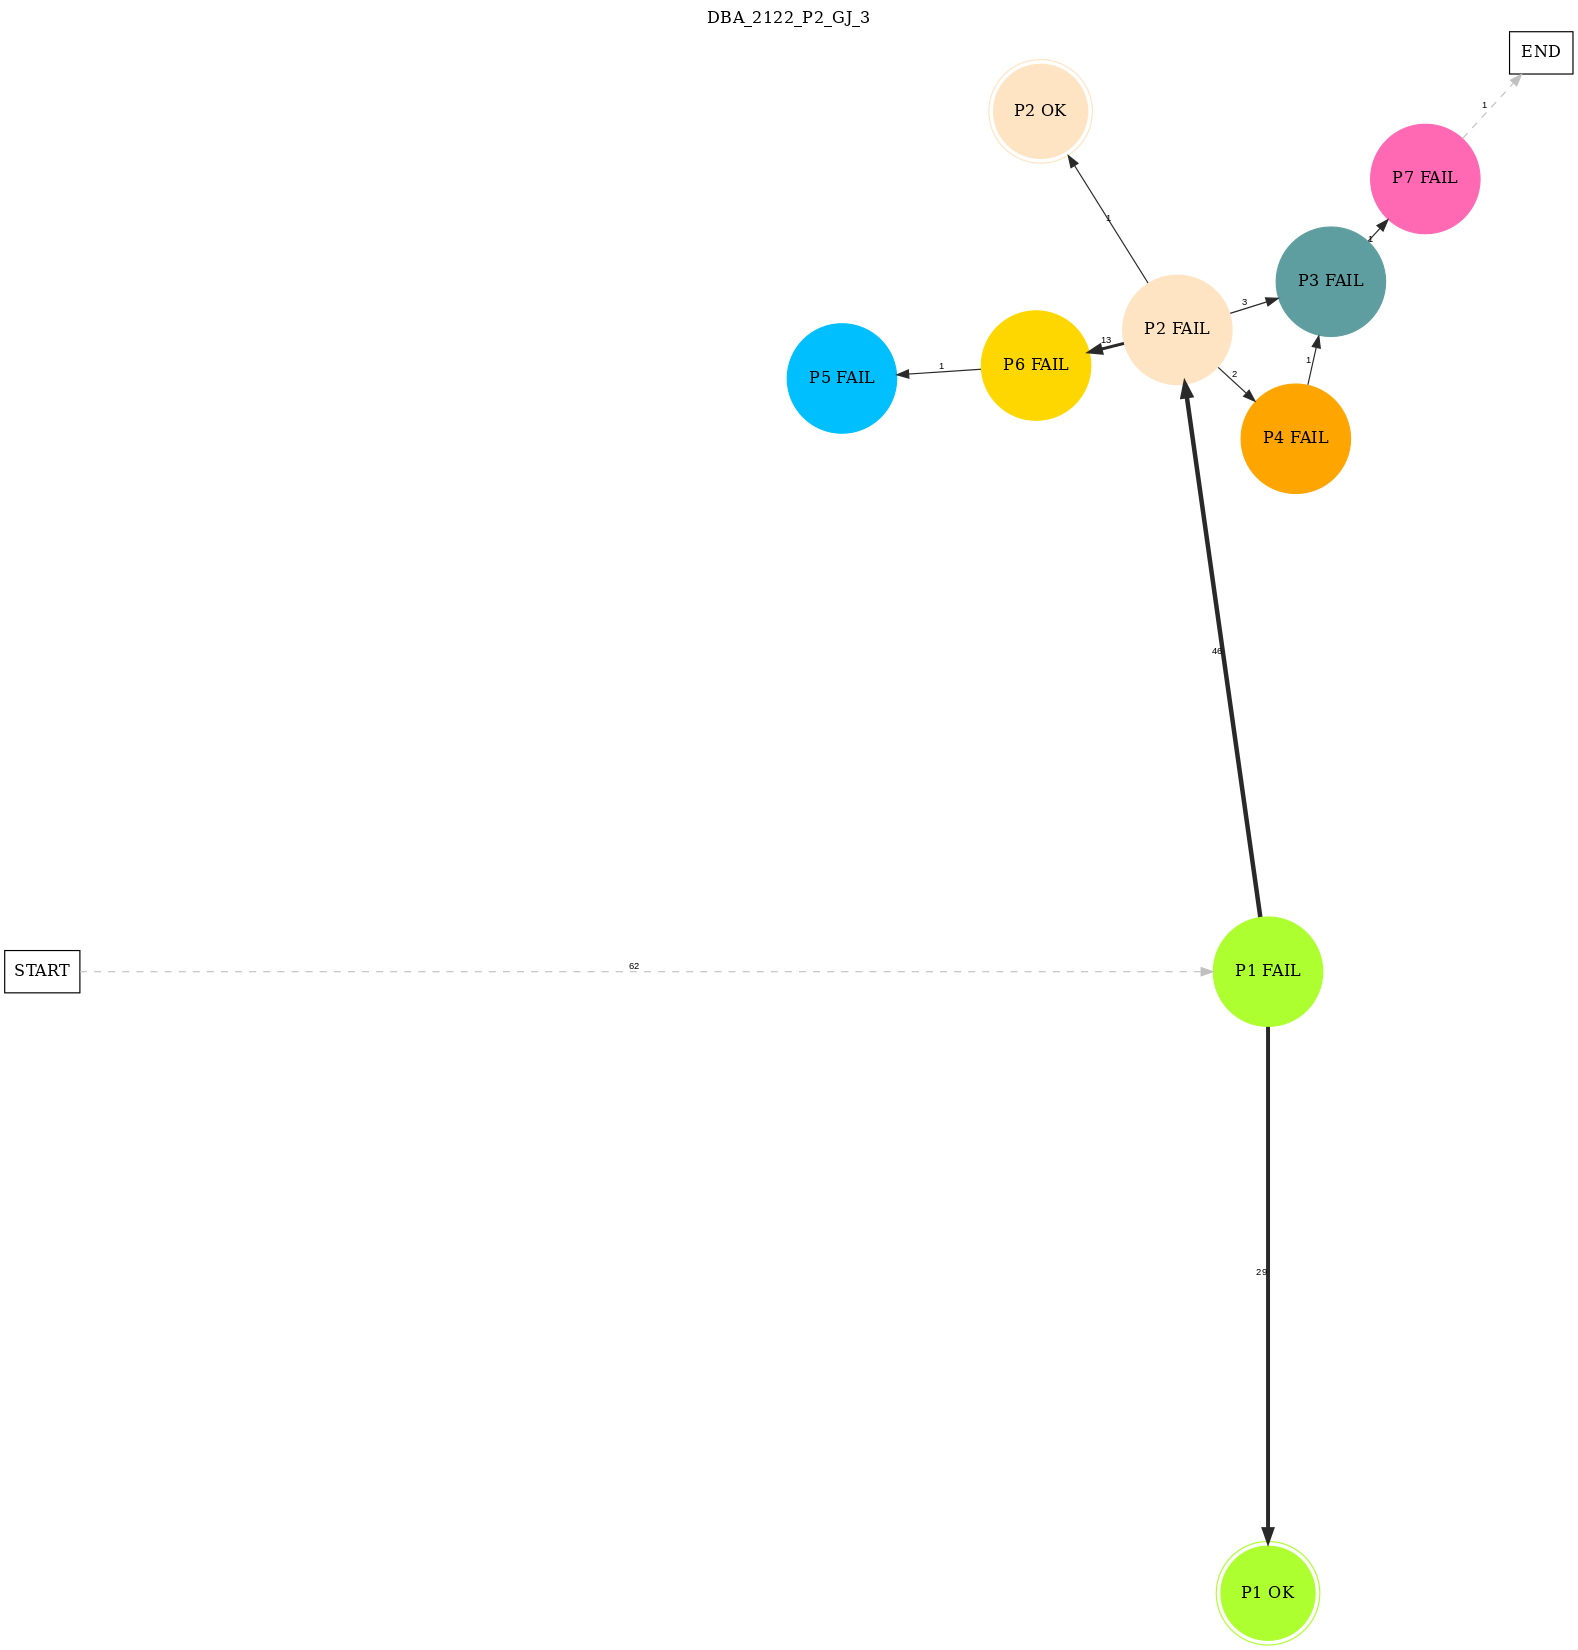 DBA_2122_P2_GJ_3
END
1
P2 OK
P7 FAIL
1
1
P3 FAIL
3
P2 FAIL
13
1
P6 FAIL
P5 FAIL
2
1
P4 FAIL
46
62
START
P1 FAIL
29
P1 OK